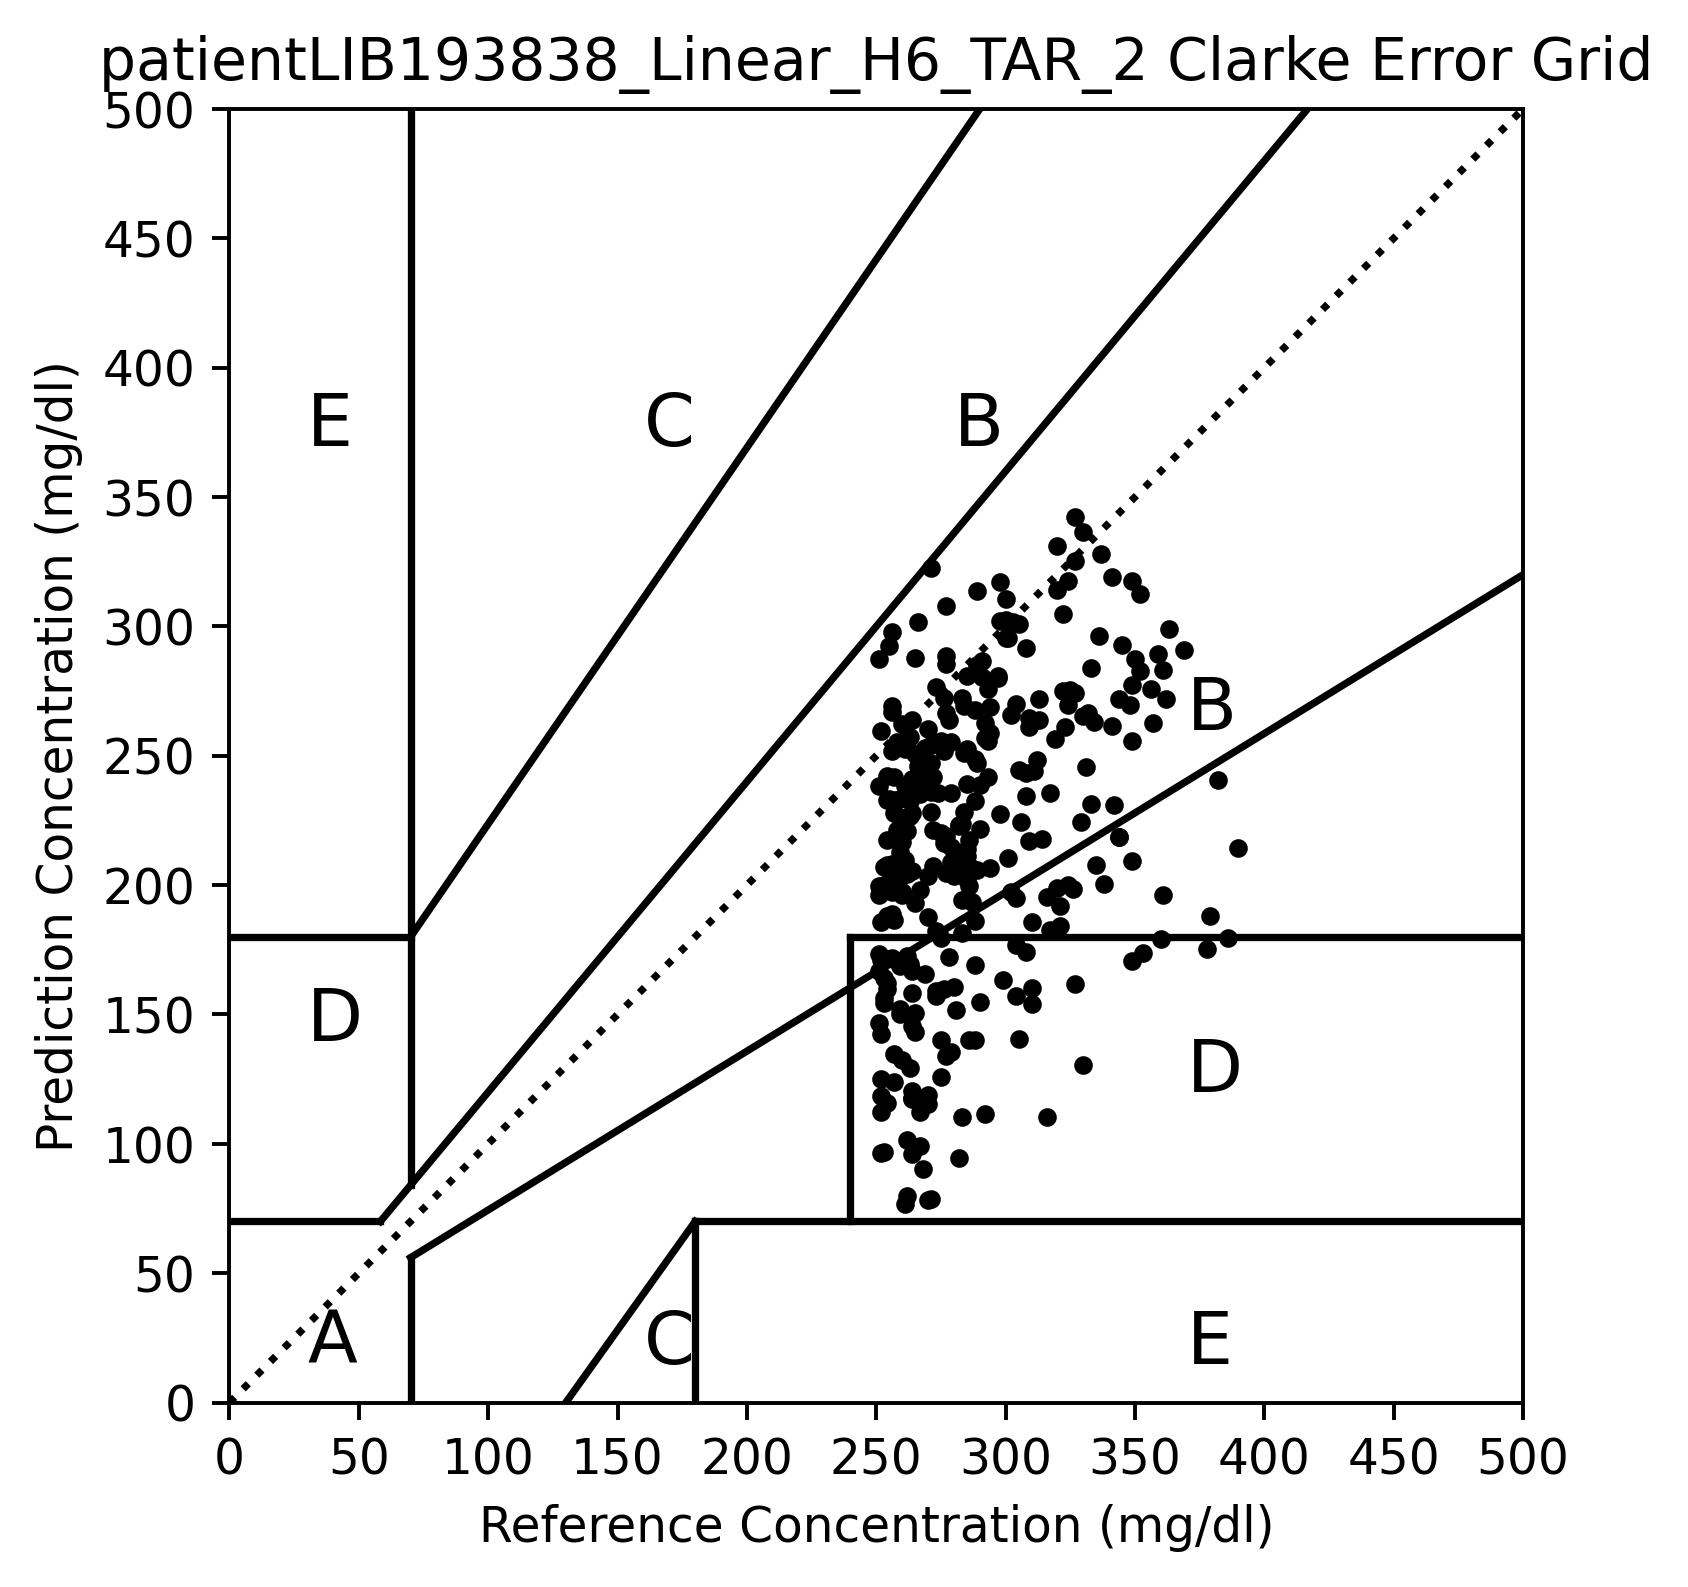 patientLIB193838_Linear_H6_TAR_2 Clarke Error Grid
500
450
400
350
300
250
200
150
100
50
0
Prediction Concentration (mg/dl)
E
C
B
B
D
D
A
C
E
0 50 100 150 200 250 300 350 400 450 500
Reference Concentration (mg/dl)